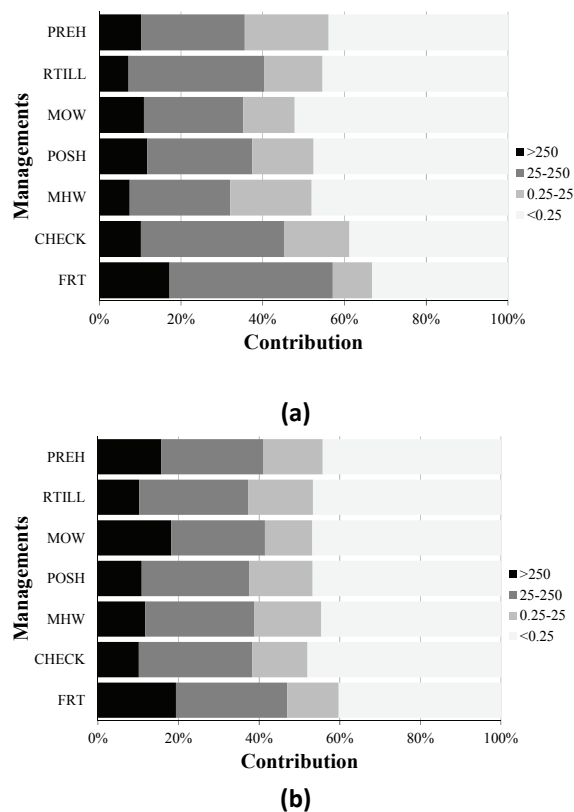 PREH
RTILL
MOW
POSH
MHW
CHECK
FRT
Managements
>250
25-250
0.25-25
<0.25
0% 20% 40% 60% 80% 100%
Contribution
(a)
PREH
RTILL
MOW
POSH
MHW
CHECK
FRT
Managements
>250
25-250
0.25-25
<0.25
0% 20% 40% 60% 80% 100%
Contribution
(b)